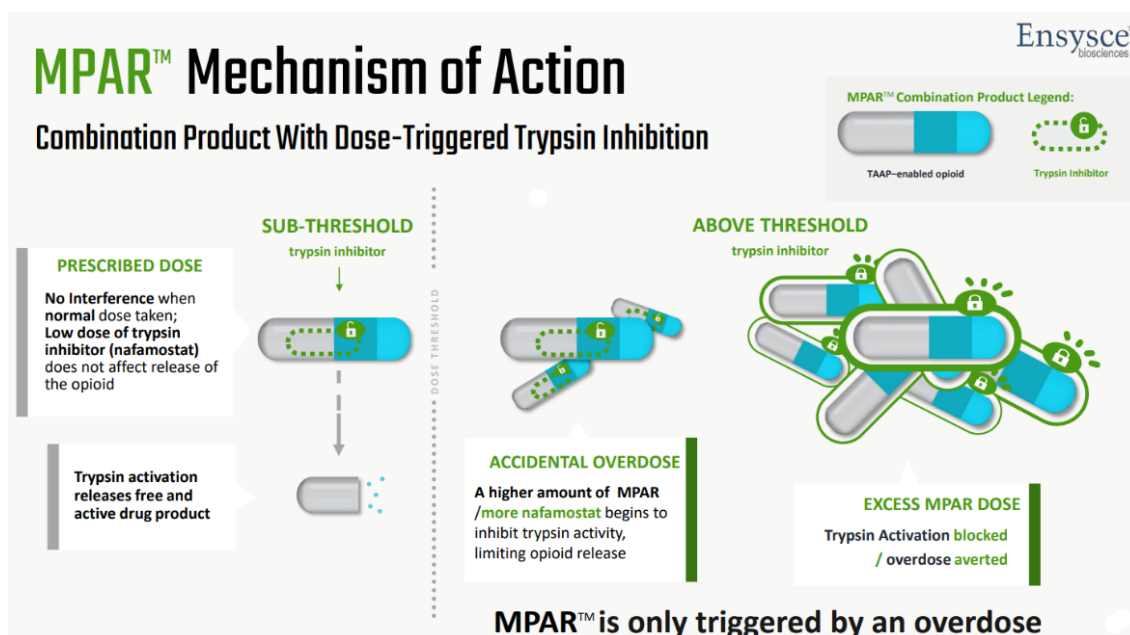 MPAR™ Mechanism of Action
Combination Product With Dose-Triggered Trypsin Inhibition
Ensysce
biosciences
MPAR™ Combination Product Legend:
TAAP–enabled opioid
Trypsin Inhibitor
SUB-THRESHOLD
trypsin inhibitor
PRESCRIBED DOSE
No Interference when
normal dose taken;
Low dose of trypsin
inhibitor (nafamostat)
does not affect release of
the opioid
Trypsin activation
releases free and
active drug product
DOSE THRESHOLD
ABOVE THRESHOLD
trypsin inhibitor
ACCIDENTAL OVERDOSE
A higher amount of MPAR
/more nafamostat begins to
inhibit trypsin activity,
limiting opioid release
EXCESS MPAR DOSE
Trypsin Activation blocked
/ overdose averted
MPAR™ is only triggered by an overdose